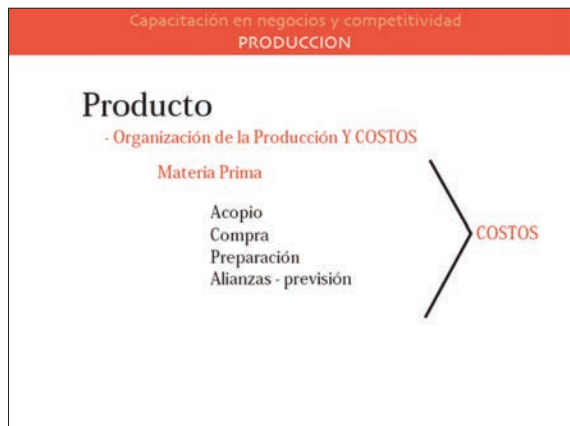 Capacitación en negocios y competitividad
PRODUCCION
Producto
- Organización de la Producción Y COSTOS
Materia Prima
Acopio
Compra
Preparación
Alianzas - previsión
COSTOS